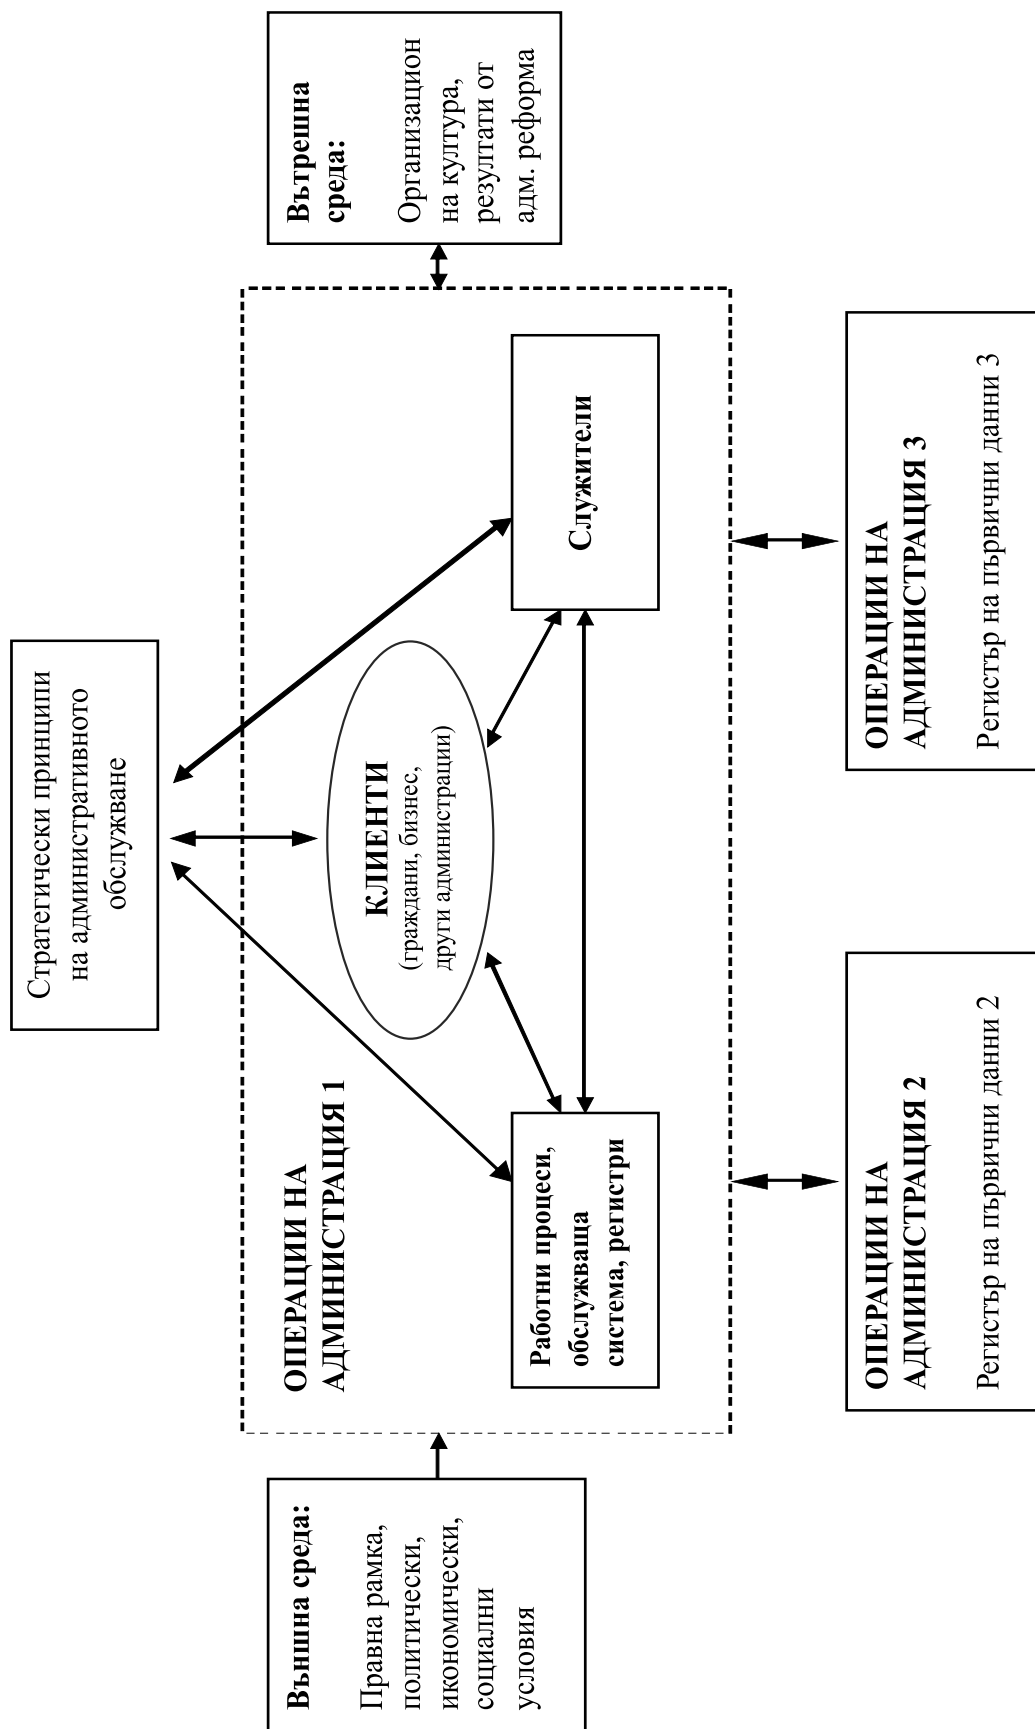 Стратегически принципи
на административното
обслужване
Външна среда:
Правна рамка,
политически,
икономически,
социални
условия
ОПЕРАЦИИ НА
АДМИНИСТРАЦИЯ 1
КЛИЕНТИ
(граждани, бизнес,
други администрации)
Работни процеси,
обслужваща
система, регистри
Служители
Вътрешна
среда:
Организацион
на култура,
резултати от
адм. реформа
ОПЕРАЦИИ НА
АДМИНИСТРАЦИЯ 2
Регистър на първични данни 2
ОПЕРАЦИИ НА
АДМИНИСТРАЦИЯ 3
Регистър на първични данни 3